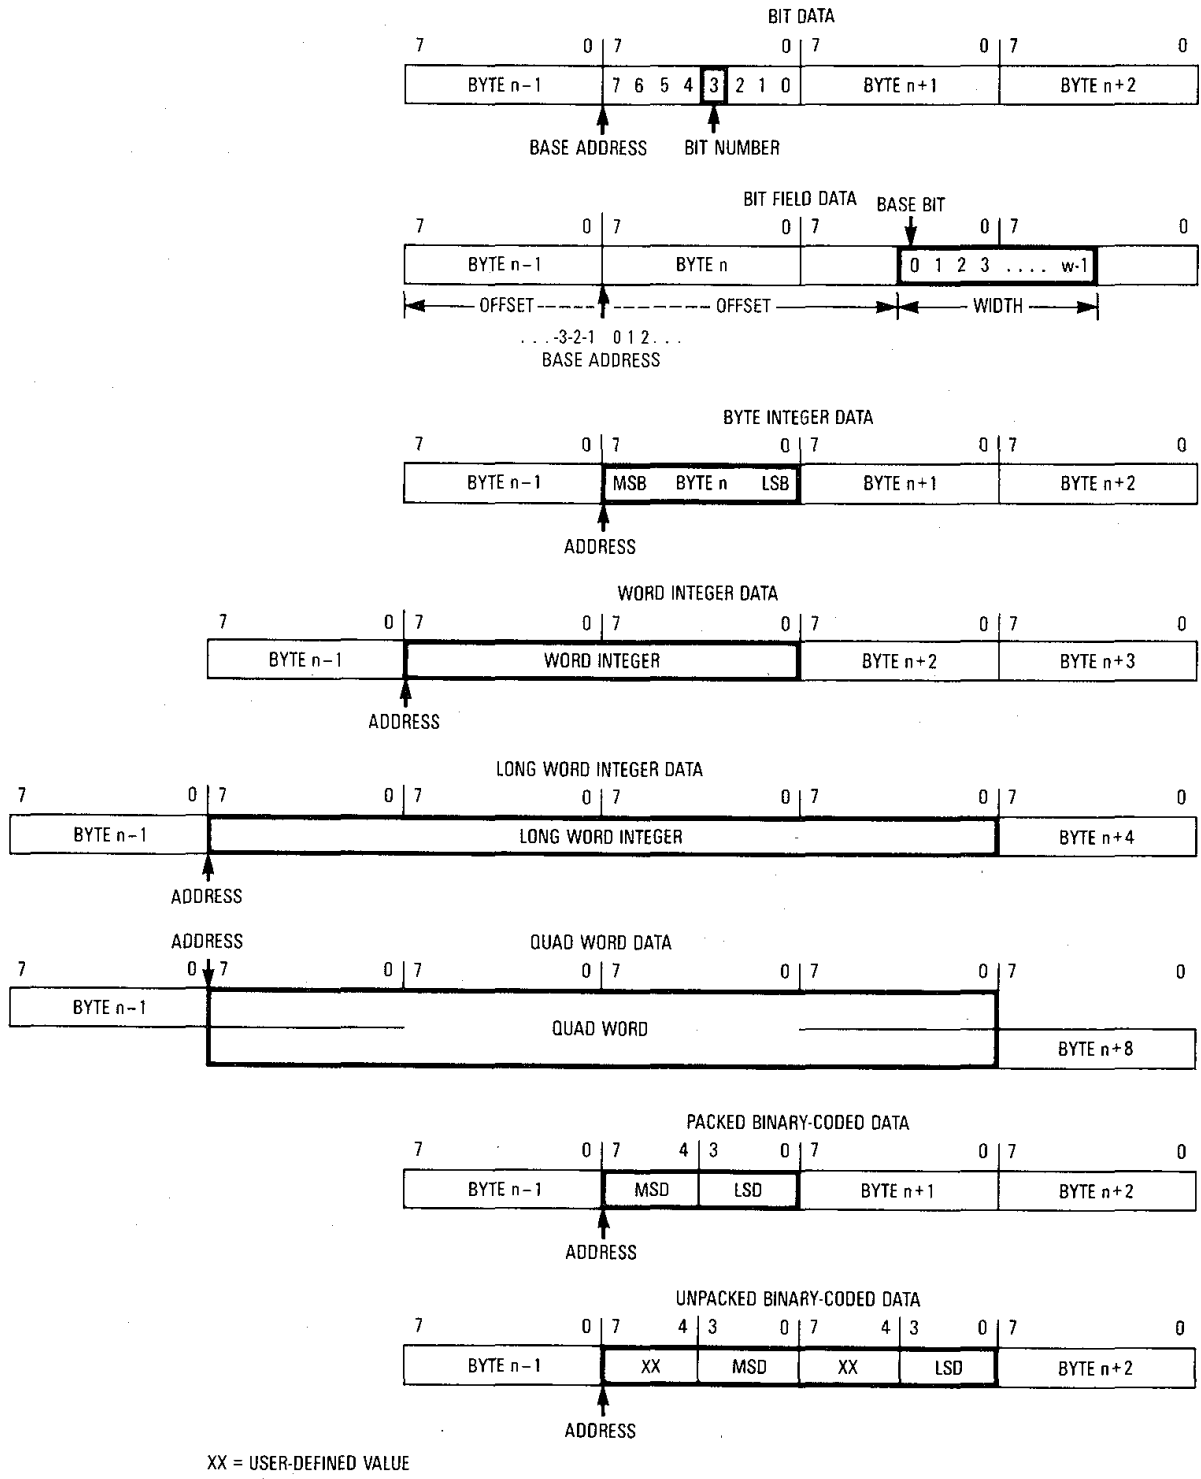 BIT DATA
7 0 7 0 7 0 7 0
BYTE n-1 7 6 5 4 3 2 1 0 BYTE n+1 BYTE n+2
BASE ADDRESS BIT NUMBER
BIT FIELD DATA BASE BIT
7 0 7 0 7 0 7 0
BYTE n-1 BYTE n 0 1 2 3 .... w-1
OFFSET OFFSET WIDTH
...-3-2-1 0 1 2...
BASE ADDRESS
BYTE INTEGER DATA
7 0 7 0 7 0 7 0
BYTE n-1 MSB BYTE n LSB BYTE n+1 BYTE n+2
ADDRESS
WORD INTEGER DATA
7 0 7 0 7 0 7 0 7 0
BYTE n-1 WORD INTEGER BYTE n+2 BYTE n+3
ADDRESS
LONG WORD INTEGER DATA
7 0 7 0 7 0 7 0 7 0 7 0
BYTE n-1 LONG WORD INTEGER BYTE n+4
ADDRESS
ADDRESS QUAD WORD DATA
7 0 7 0 7 0 7 0 7 0 7 0
BYTE n-1
QUAD WORD
BYTE n+8
PACKED BINARY-CODED DATA
7 0 7 4 3 0 7 0 7 0
BYTE n-1 MSD LSD BYTE n+1 BYTE n+2
ADDRESS
UNPACKED BINARY-CODED DATA
7 0 7 4 3 0 7 4 3 0 7 0
BYTE n-1 XX MSD XX LSD BYTE n+2
ADDRESS
XX = USER-DEFINED VALUE